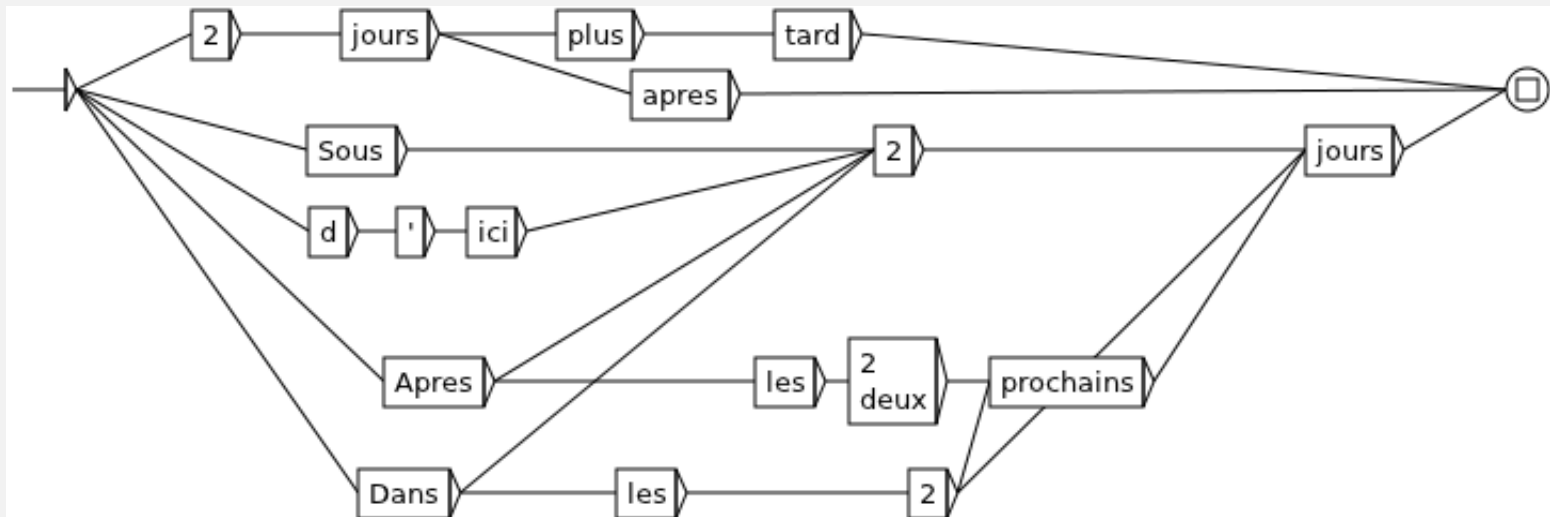 2 jours plus tard
apres
Sous 2 jours
d ' ici
Apres les 2 prochains
deux
Dans les 2